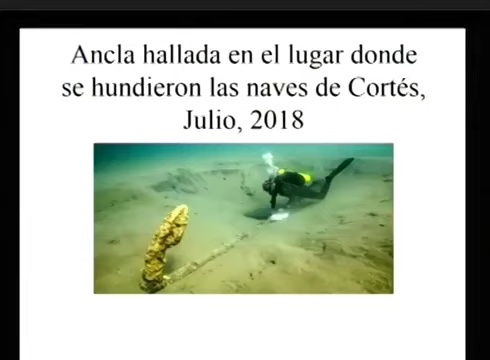 Ancla hallada en el lugar donde
se hundieron las naves de Cortés,
Julio, 2018